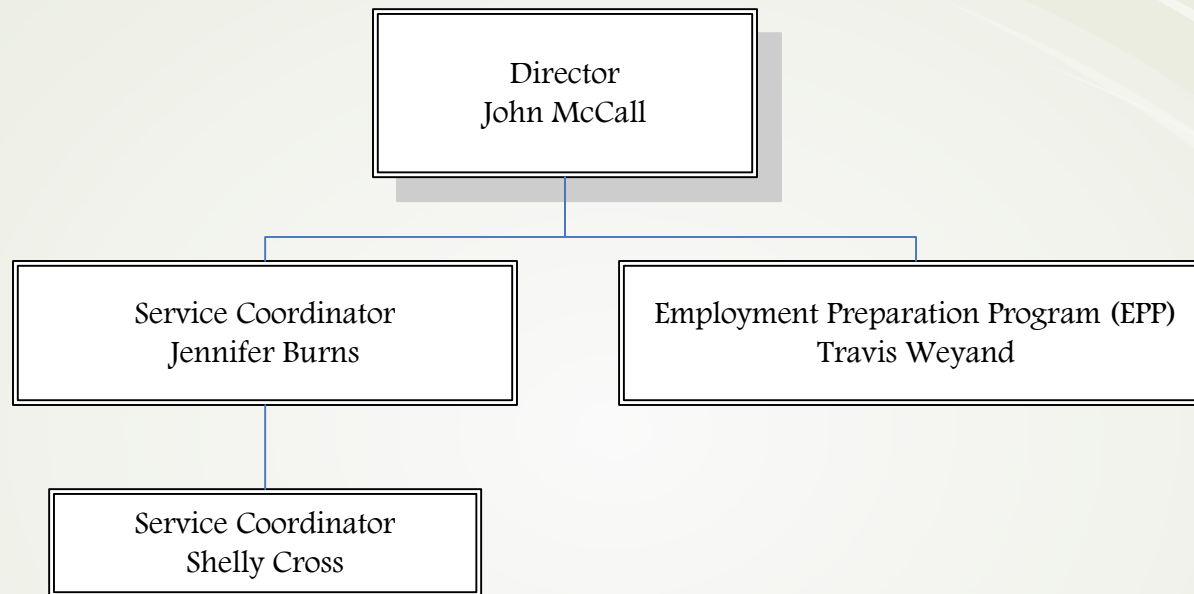 Director
John McCall
Service Coordinator
Jennifer Burns
Employment Preparation Program (EPP)
Travis Weyand
Service Coordinator
Shelly Cross